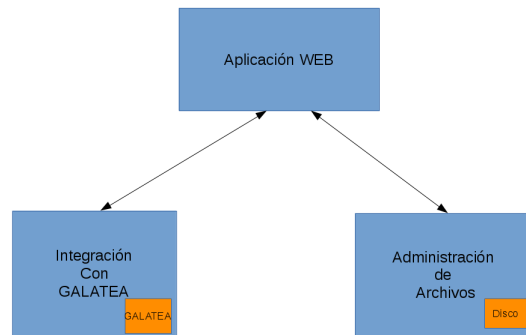 Aplicación WEB
Integración
Con
GALATEA
GALATEA
Administración
de
Archivos
Disco